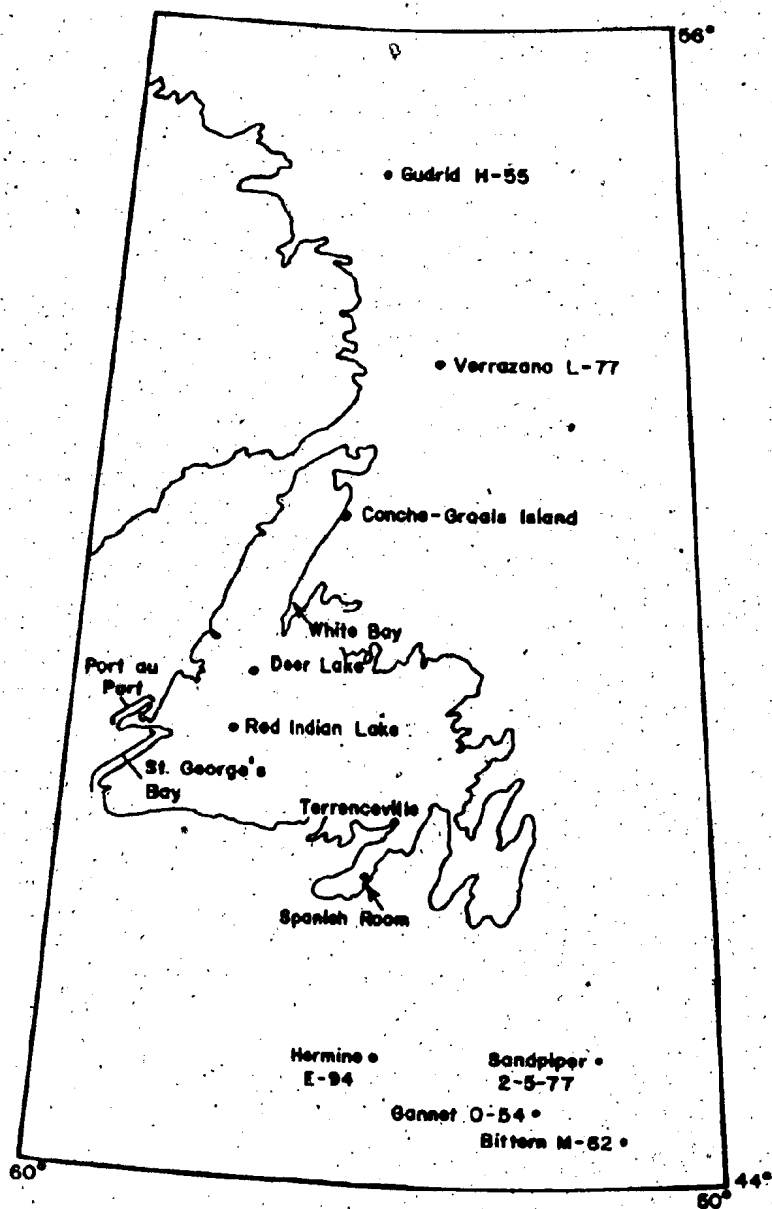 56°
Gudrid H-55
Verrazano L-77
Conche-Groais Island
White Bay
Port au
Port
Deer Lake
Red Indian Lake
St. George's
Bay
Terrenceville
Spanish Room
Hermine
E-94
Sandpiper
2-5-77
Gannet O-54
Bittern M-62
60°
44°
50°